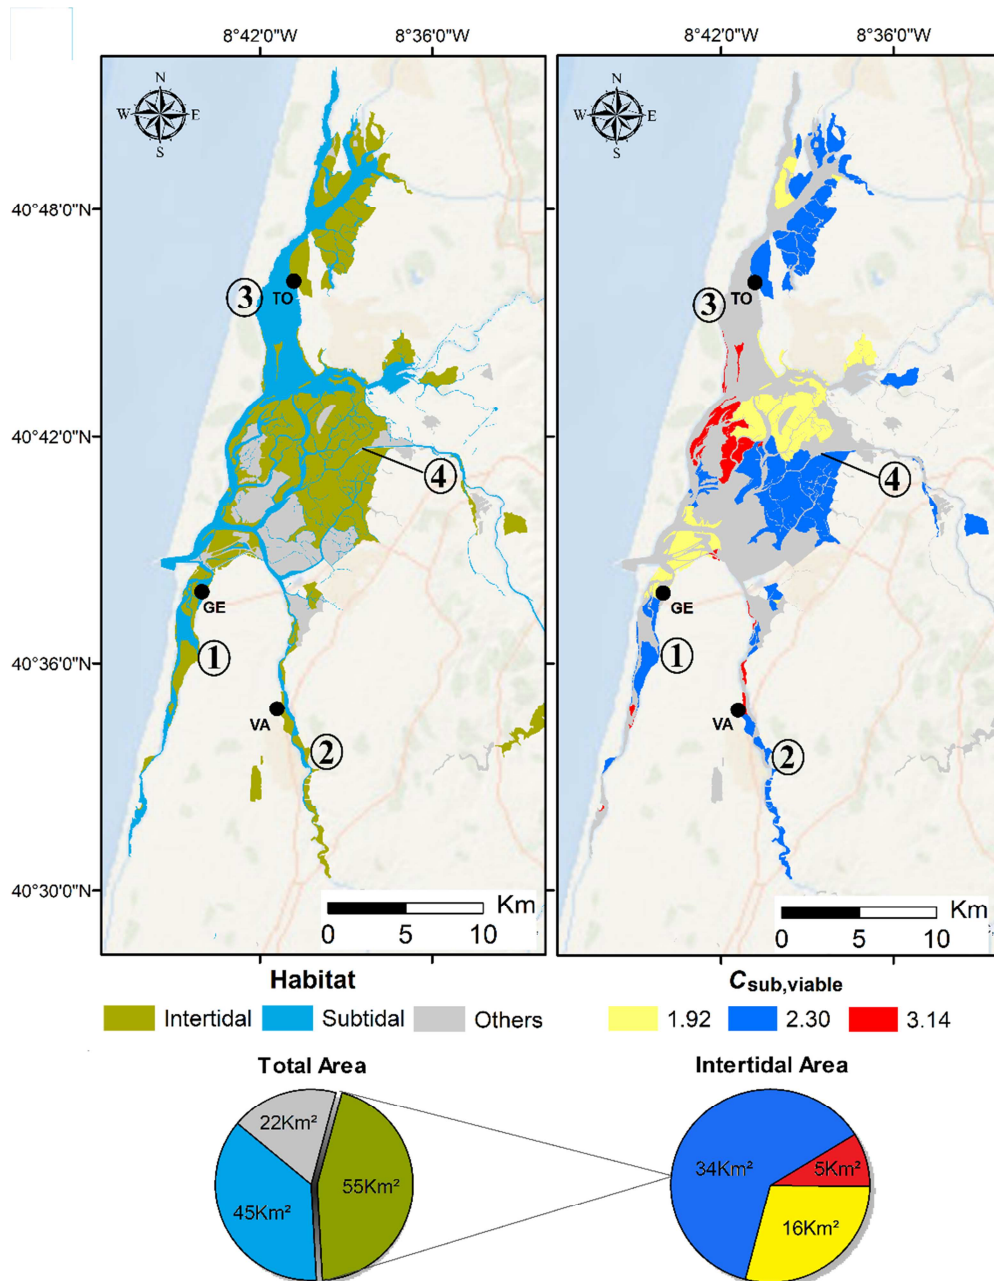 8°42'0"W 8°36'0"W 8°42'0"W 8°36'0"W
N N
W E W E
S S
40°48'0"N
TO TO
3 3
40°42'0"N
4 4
GE GE
40°36'0"N
1 1
VA VA
2 2
40°30'0"N
Km Km
0 5 10 0 5 10
Habitat Csub,viable
Intertidal Subtidal Others 1.92 2.30 3.14
Total Area Intertidal Area
22Km²
34Km² 5Km²
55Km²
45Km²
16Km²